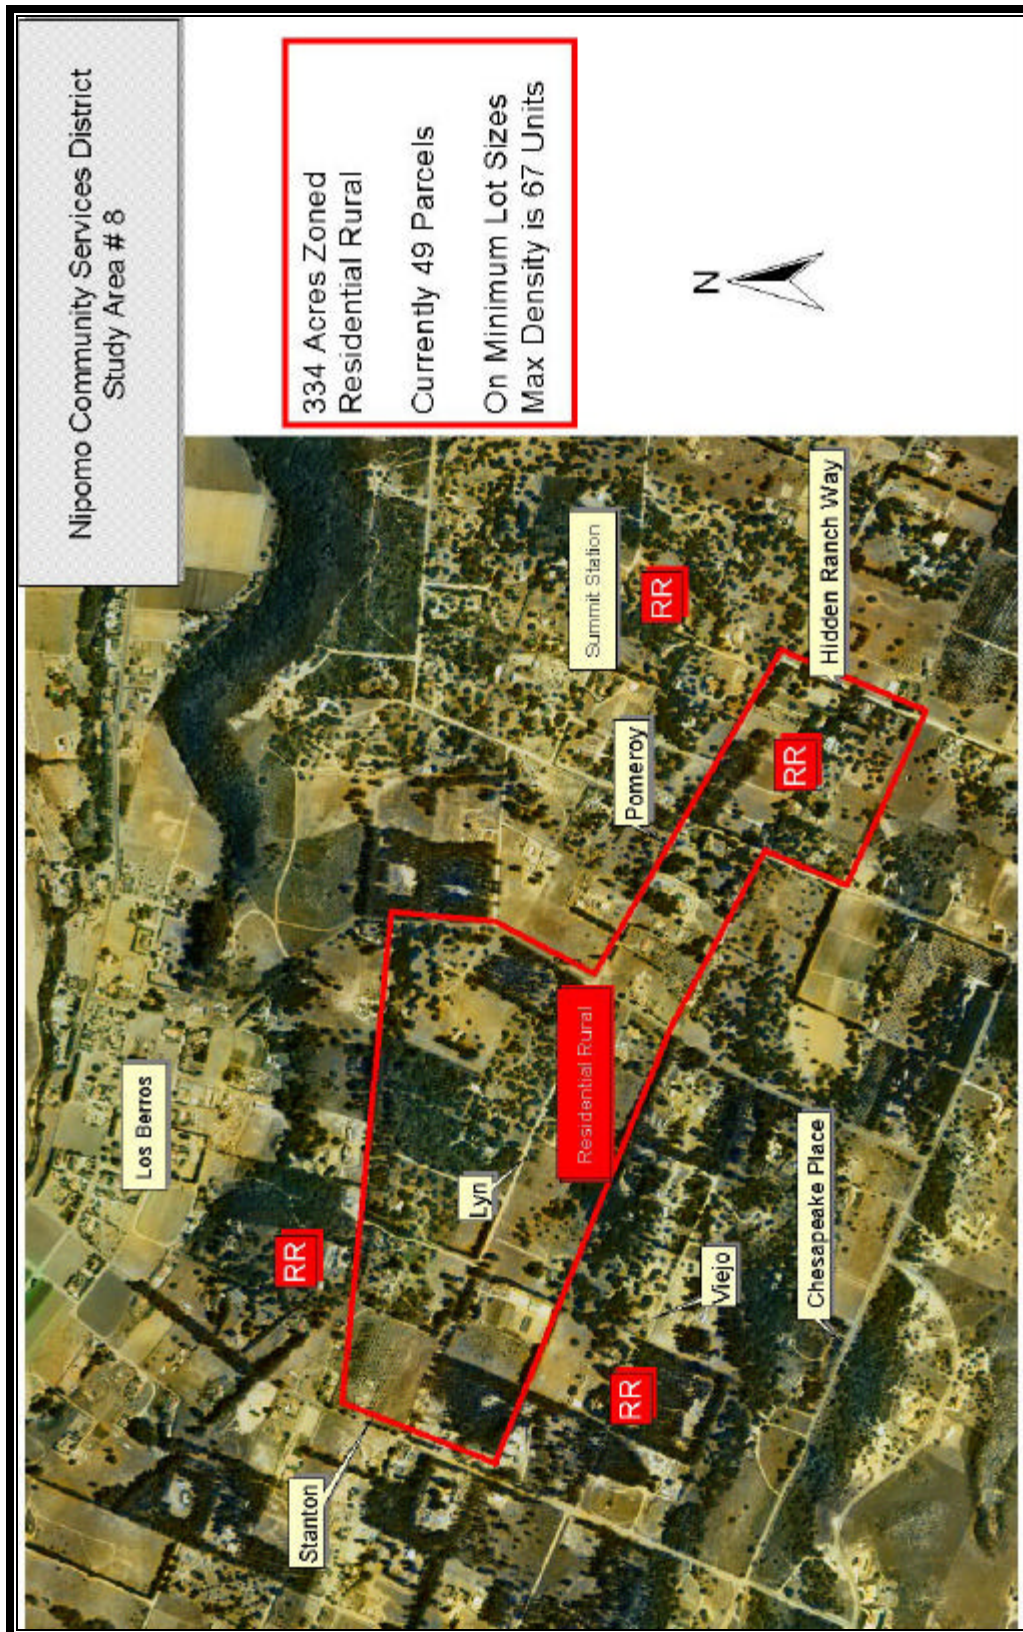 Nipomo Community Services District
Study Area # 8
334 Acres Zoned
Residential Rural
Currently 49 Parcels
On Minimum Lot Sizes
Max Density is 67 Units
N
Los Berros
Summit Station
RR
RR
Stanton
Lyn
Pomeroy
RR
Residential Rural
Hidden Ranch Way
RR
Viejo
Chesapeake Place